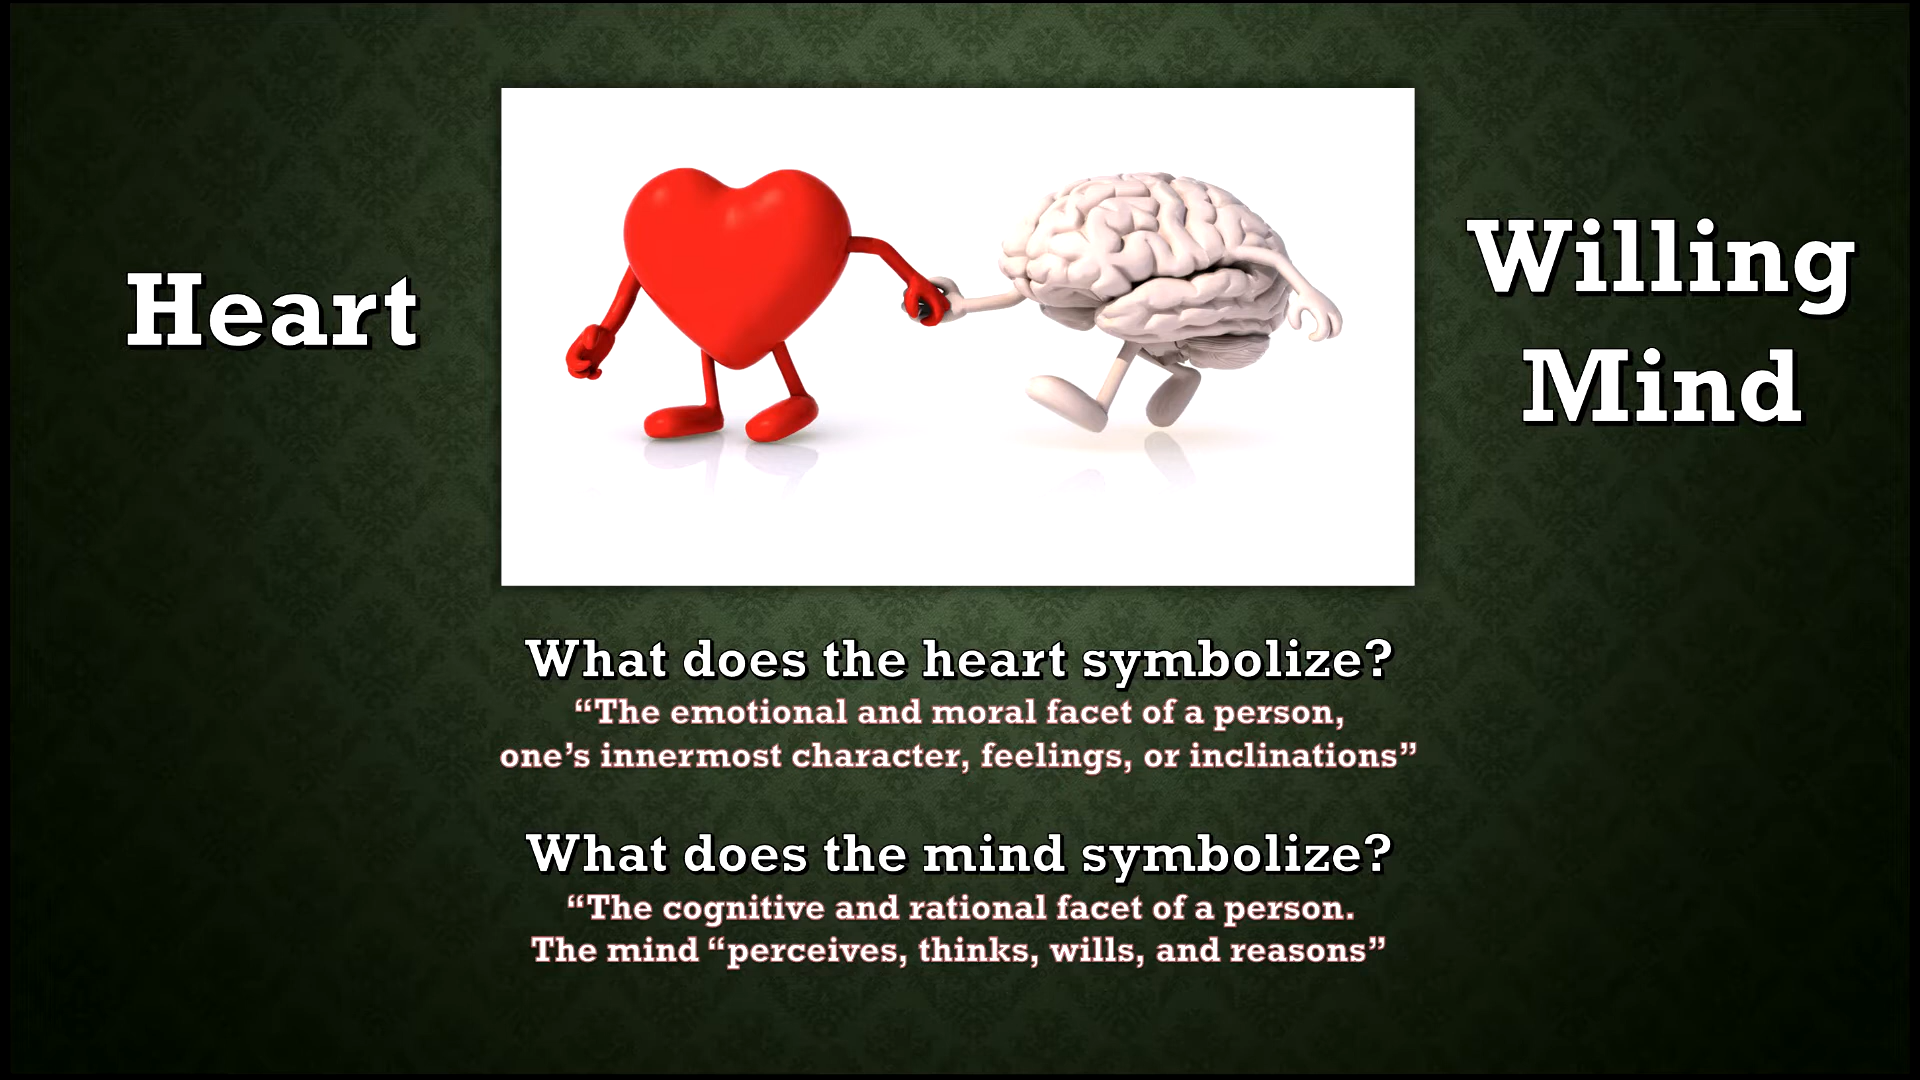 Heart
Willing
Mind
What does the heart symbolize?
“The emotional and moral facet of a person,
one’s innermost character, feelings, or inclinations”
What does the mind symbolize?
“The cognitive and rational facet of a person.
The mind “perceives, thinks, wills, and reasons”